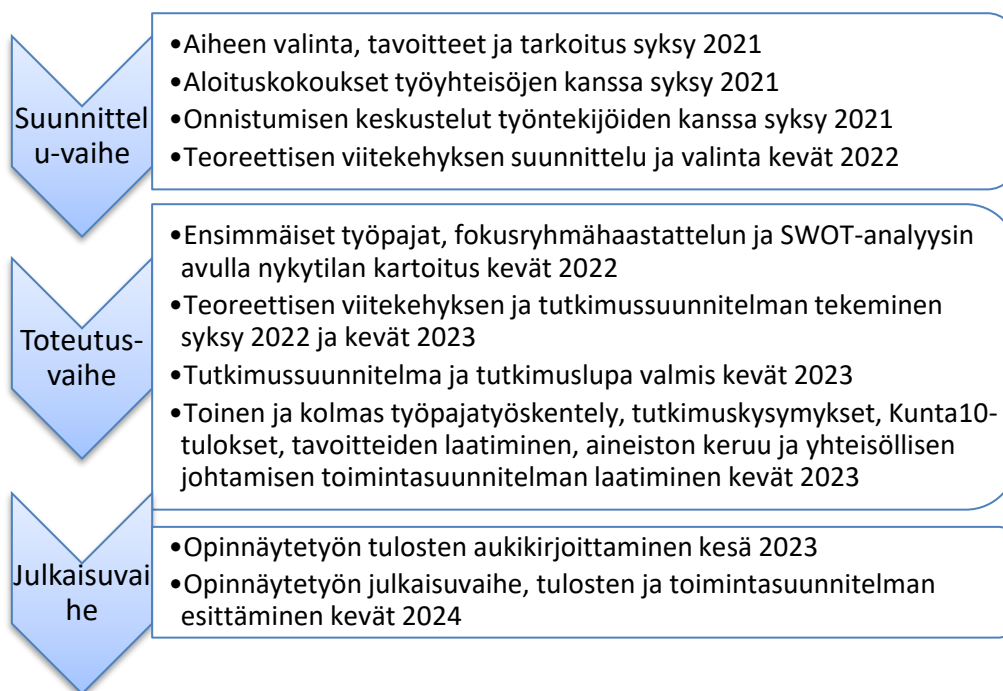 Suunnittel
u-vaihe
•Aiheen valinta, tavoitteet ja tarkoitus syksy 2021
•Aloituskokoukset työyhteisöjen kanssa syksy 2021
•Onnistumisen keskustelut työntekijöiden kanssa syksy 2021
•Teoreettisen viitekehyksen suunnittelu ja valinta kevät 2022
Toteutus-
vaihe
•Ensimmäiset työpajat, fokusryhmähaastattelun ja SWOT-analyysin
avulla nykytilan kartoitus kevät 2022
•Teoreettisen viitekehyksen ja tutkimussuunnitelman tekeminen
syksy 2022 ja kevät 2023
•Tutkimussuunnitelma ja tutkimuslupa valmis kevät 2023
•Toinen ja kolmas työpajatyöskentely, tutkimuskysymykset, Kunta10-
tulokset, tavoitteiden laatiminen, aineiston keruu ja yhteisöllisen
johtamisen toimintasuunnitelman laatiminen kevät 2023
Julkaisuvai
he
•Opinnäytetyön tulosten aukikirjoittaminen kesä 2023
•Opinnäytetyön julkaisuvaihe, tulosten ja toimintasuunnitelman
esittäminen kevät 2024